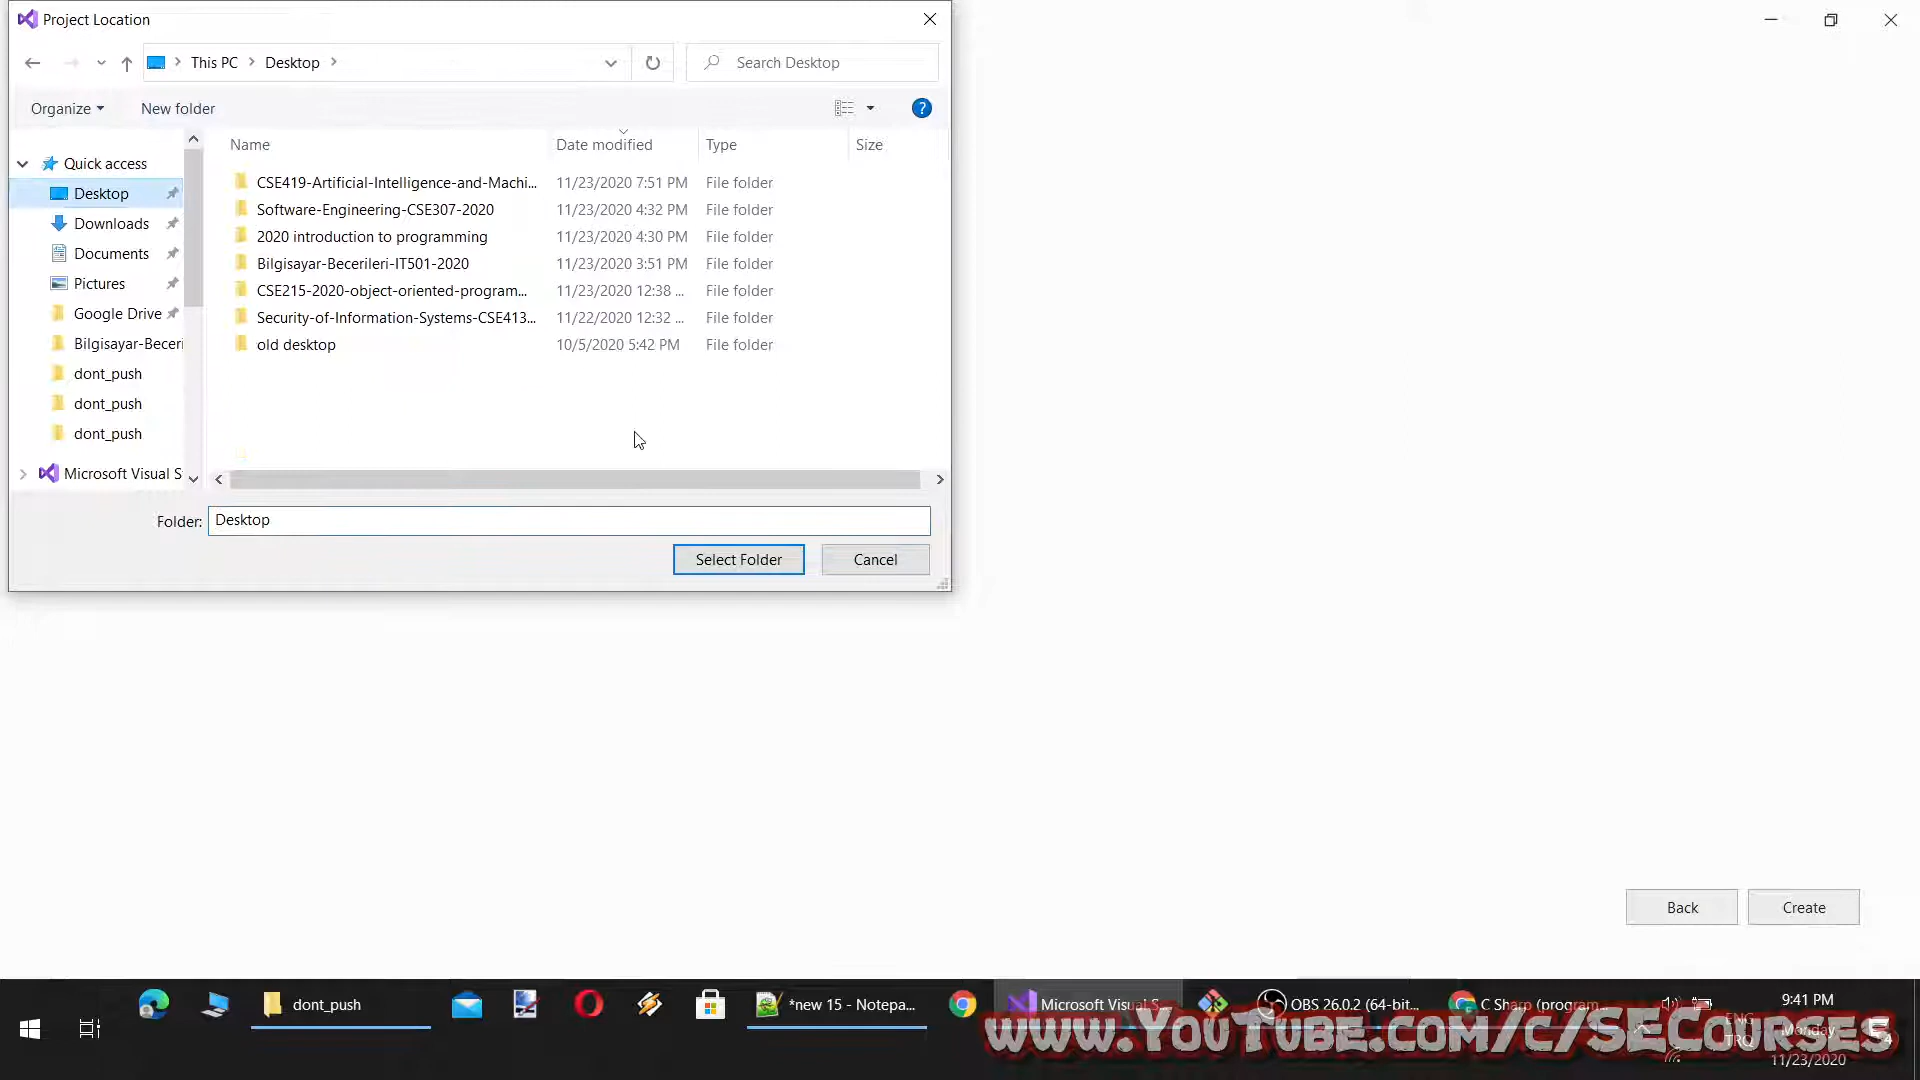 Project Location
This PC
Desktop
Search Desktop
Organize
New folder
Name
Date modified
Type
Size
Quick access
Desktop
Downloads
Documents
Pictures
Google Drive
Bilgisayar-Beceri
dont_push
dont_push
dont_push
Microsoft Visual S
CSE419-Artificial-Intelligence-and-Machi... 11/23/2020 7:51 PM File folder
Software-Engineering-CSE307-2020 11/23/2020 4:32 PM File folder
2020 introduction to programming 11/23/2020 4:30 PM File folder
Bilgisayar-Becerileri-IT501-2020 11/23/2020 3:51 PM File folder
CSE215-2020-object-oriented-program... 11/23/2020 12:38 ... File folder
Security-of-Information-Systems-CSE413... 11/22/2020 12:32 ... File folder
old desktop 10/5/2020 5:42 PM File folder
Folder: Desktop
Select Folder
Cancel
Back
Create
dont_push
*new 15 - Notepa...
Microsoft Visual S...
OBS 26.0.2 (64-bit...
C Sharp (program...
9:41 PM
ENG
Monday
TRQ
11/23/2020
www.YouTube.com/c/SECourses